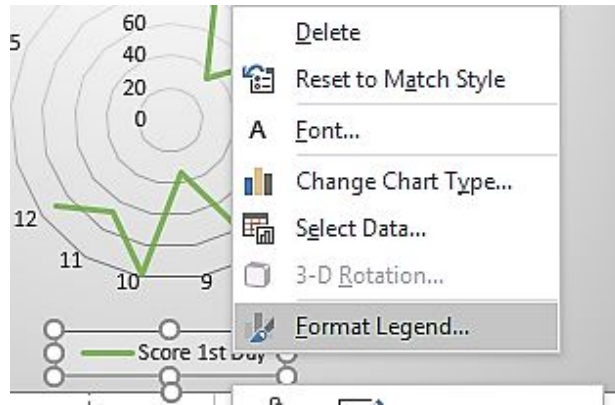 60
40
20
0
5
12
11
10
9
Score 1st Day
Delete
Reset to Match Style
A Font...
Change Chart Type...
Select Data...
3-D Rotation...
Format Legend...